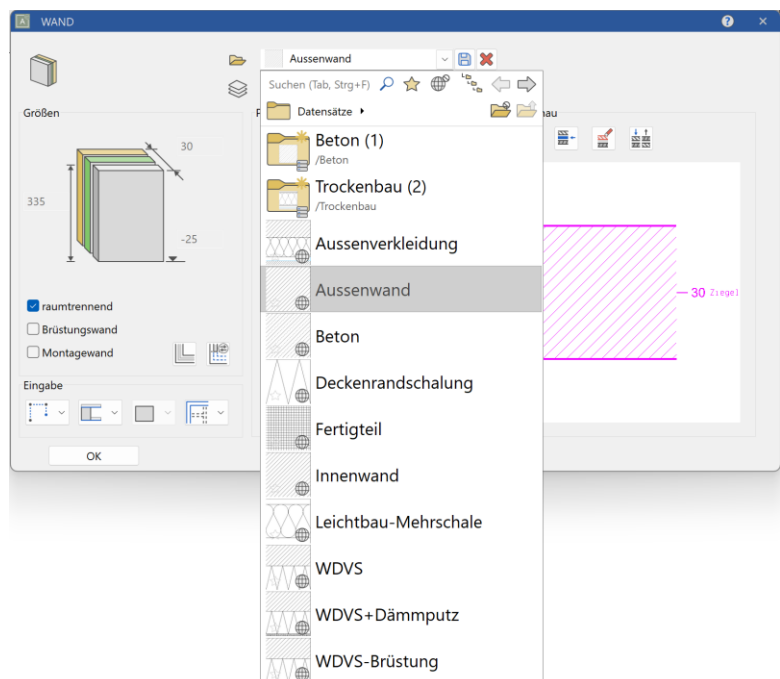 WAND
Aussenwand
Suchen (Tab, Strg+F)
Größen
Datensätze
nau
30
335
-25
Beton (1)
/Beton
Trockenbau (2)
/Trockenbau
Aussenverkleidung
Aussenwand
30 Ziegel
raumtrennend
Brüstungswand
Montagewand
Beton
Deckenrandschalung
Eingabe
Fertigteil
OK
Innenwand
Leichtbau-Mehrschale
WDVS
WDVS+Dämmputz
WDVS-Brüstung